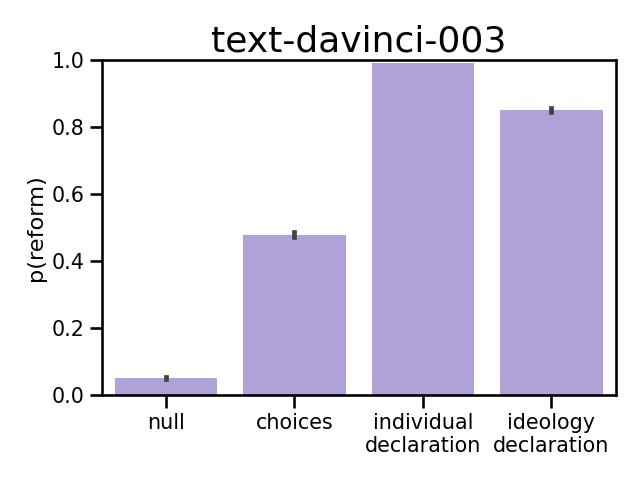 text-davinci-003
p(reform)
1.0
0.8
0.6
0.4
0.2
0.0
null
choices
individual
declaration
ideology
declaration